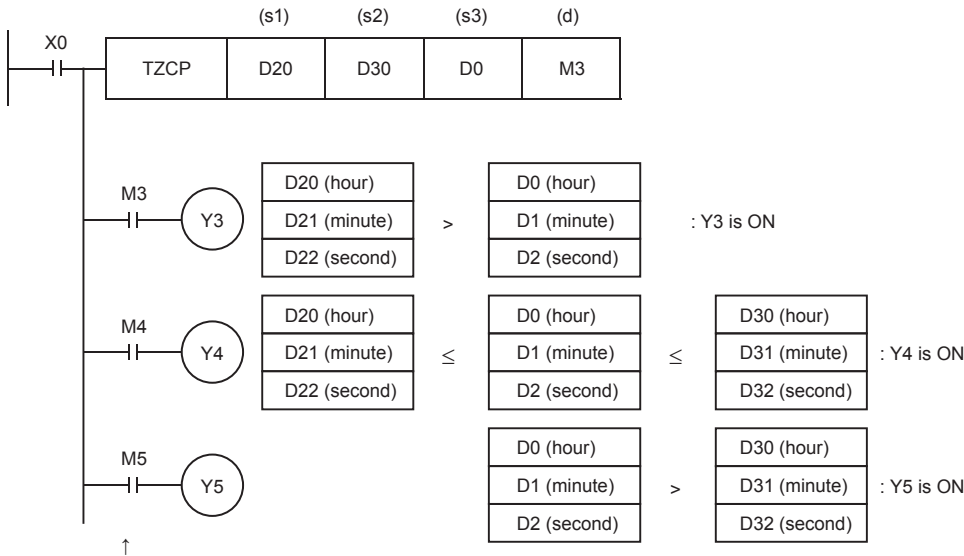 (s1) (s2) (s3) (d)
X0
TZCP D20 D30 D0 M3
M3
Y3
D20 (hour) D0 (hour)
D21 (minute) > D1 (minute) : Y3 is ON
D22 (second) D2 (second)
M4
Y4
D20 (hour) D0 (hour) D30 (hour)
D21 (minute) ≤ D1 (minute) ≤ D31 (minute) : Y4 is ON
D22 (second) D2 (second) D32 (second)
M5
Y5
D0 (hour) D30 (hour)
D1 (minute) > D31 (minute) : Y5 is ON
D2 (second) D32 (second)
↑